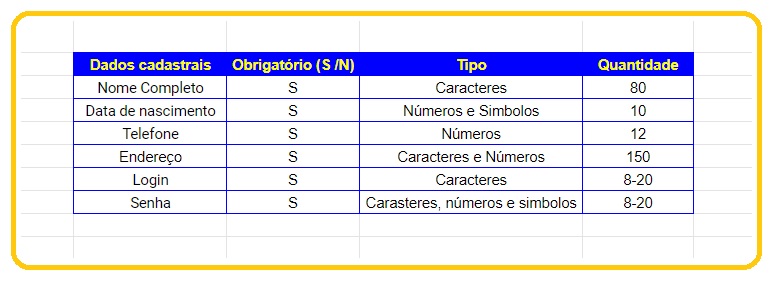 Dados cadastrais Obrigatório (S /N) Tipo Quantidade
Nome Completo S Caracteres 80
Data de nascimento S Números e Simbolos 10
Telefone S Números 12
Endereço S Caracteres e Números 150
Login S Caracteres 8-20
Senha S Carasteres, números e simbolos 8-20